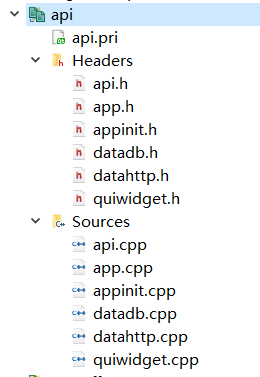 api
api.pri
Headers
api.h
app.h
appinit.h
datadb.h
datahttp.h
quiwidget.h
Sources
api.cpp
app.cpp
appinit.cpp
datadb.cpp
datahttp.cpp
quiwidget.cpp